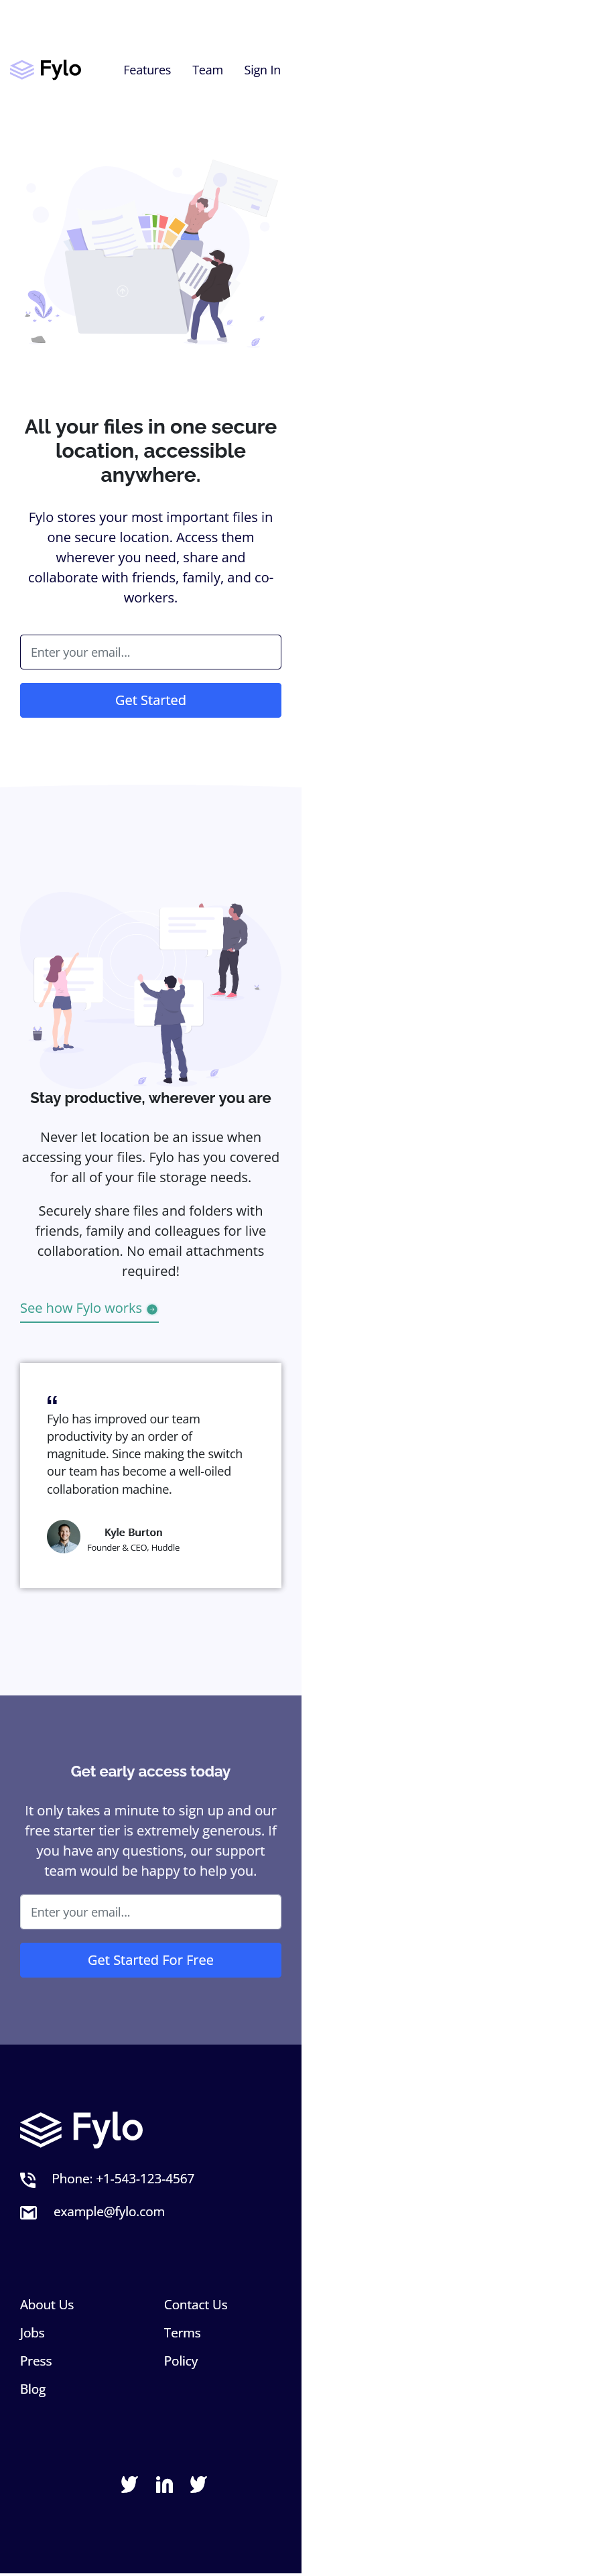 Fylo
Features Team Sign In
All your files in one secure
location, accessible
anywhere.
Fylo stores your most important files in
one secure location. Access them
wherever you need, share and
collaborate with friends, family, and co-
workers.
Enter your email...
Get Started
Stay productive, wherever you are
Never let location be an issue when
accessing your files. Fylo has you covered
for all of your file storage needs.
Securely share files and folders with
friends, family and colleagues for live
collaboration. No email attachments
required!
See how Fylo works
“
Fylo has improved our team
productivity by an order of
magnitude. Since making the switch
our team has become a well-oiled
collaboration machine.
Kyle Burton
Founder & CEO, Huddle
Get early access today
It only takes a minute to sign up and our
free starter tier is extremely generous. If
you have any questions, our support
team would be happy to help you.
Enter your email...
Get Started For Free
Fylo
Phone: +1-543-123-4567
example@fylo.com
About Us
Jobs
Press
Blog
Contact Us
Terms
Policy
in